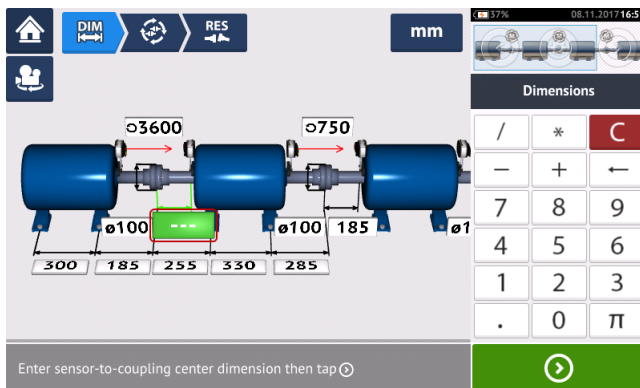 37% 08.11.2017 16:5
DIM RES mm
Dimensions
3600 750
/ * C
- + ←
7 8 9
ø100 --- ø100 185 ø1
4 5 6
300 185 255 330 285
1 2 3
. 0 π
Enter sensor-to-coupling center dimension then tap